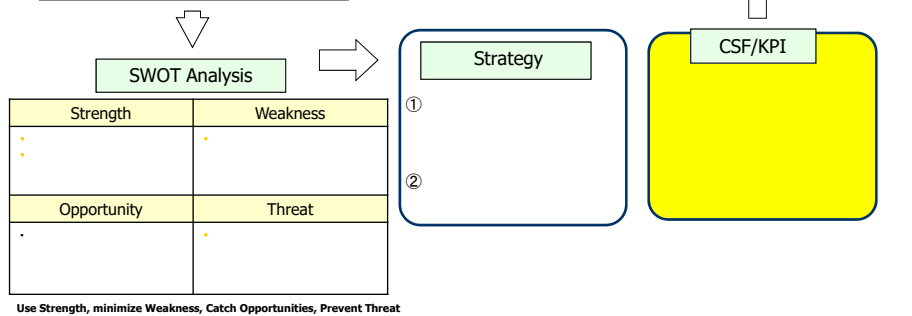 SWOT Analysis
Strength
Weakness
Opportunity
Threat
Use Strength, minimize Weakness, Catch Opportunities, Prevent Threat
Strategy
①
②
CSF/KPI